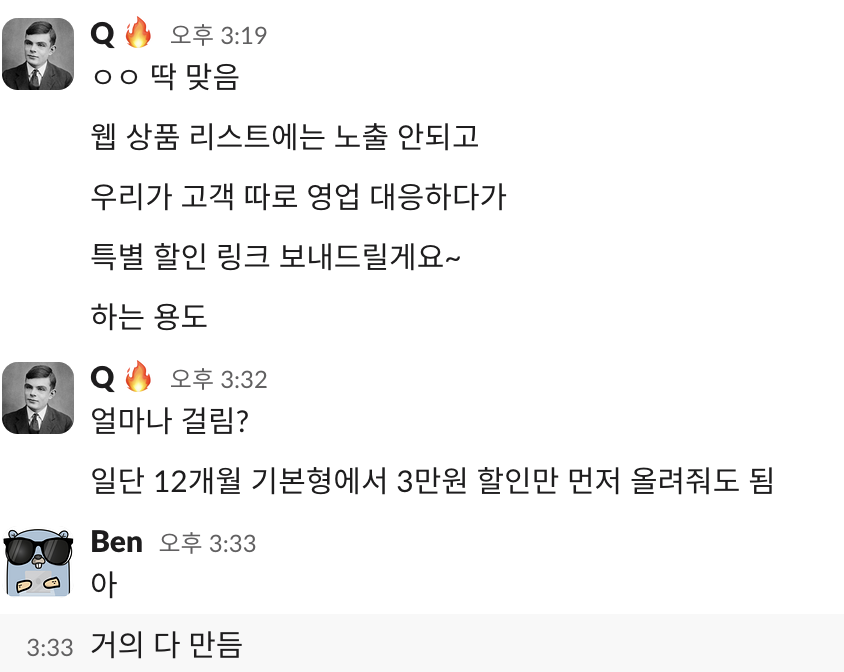 Q 🔥 오후 3:19
ㅇㅇ 딱 맞음
웹 상품 리스트에는 노출 안되고
우리가 고객 따로 영업 대응하다가
특별 할인 링크 보내드릴게요~
하는 용도
Q 🔥 오후 3:32
얼마나 걸림?
일단 12개월 기본형에서 3만원 할인만 먼저 올려줘도 됨
Ben 오후 3:33
아
3:33 거의 다 만듬